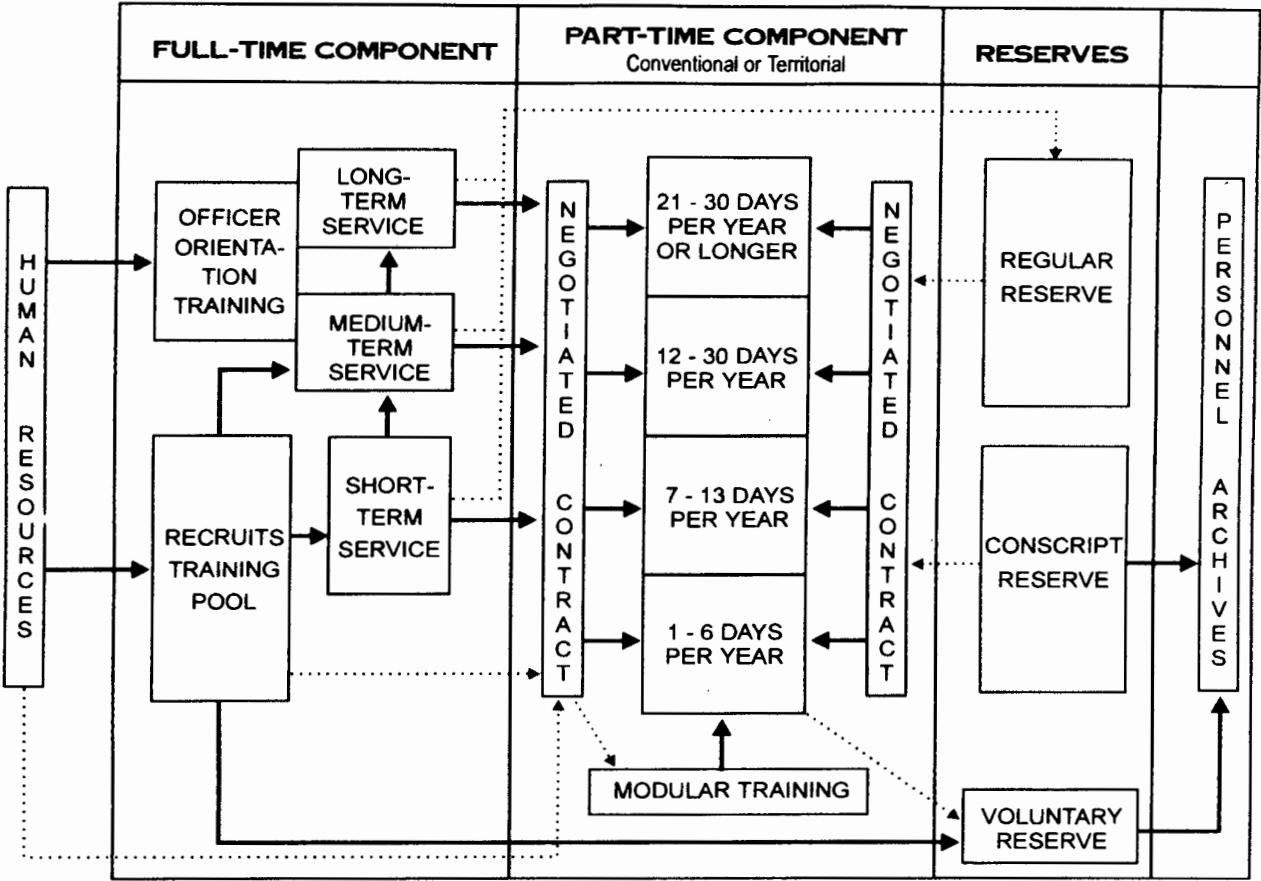 FULL-TIME COMPONENT
PART-TIME COMPONENT
Conventional or Territorial
RESERVES
HUMAN RESOURCES
OFFICER
ORIENTA-
TION
TRAINING
LONG-
TERM
SERVICE
MEDIUM-
TERM
SERVICE
RECRUITS
TRAINING
POOL
SHORT-
TERM
SERVICE
NEGOTIATED CONTRACT
21 - 30 DAYS
PER YEAR
OR LONGER
12 - 30 DAYS
PER YEAR
7 - 13 DAYS
PER YEAR
1 - 6 DAYS
PER YEAR
MODULAR TRAINING
NEGOTIATED CONTRACT
REGULAR
RESERVE
CONSCRIPT
RESERVE
VOLUNTARY
RESERVE
PERSONNEL ARCHIVES